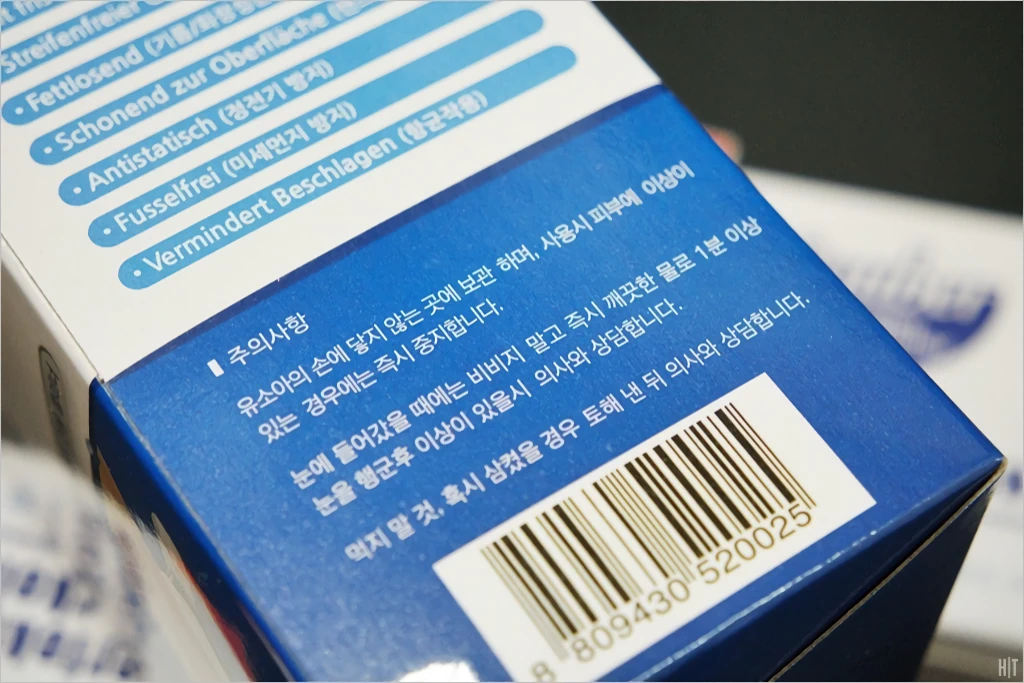 Streifenfreier
• Fettlosend (기름/화장
• Schonend zur Oberfläche
• Antistatisch (정전기 방지)
• Fusselfrei (미세먼지 방지)
• Vermindert Beschlagen (항균작용)
주의사항
유소아의 손에 닿지 않는 곳에 보관 하며, 사용시 피부에 이상이
있는 경우에는 즉시 중지합니다.
눈에 들어갔을 때에는 비비지 말고 즉시 깨끗한 물로 1분 이상
눈을 행군후 이상이 있을시 의사와 상담합니다.
먹지 말 것, 혹시 삼켰을 경우 토해 낸 뒤 의사와 상담합니다.
8 809430 520025
H|T